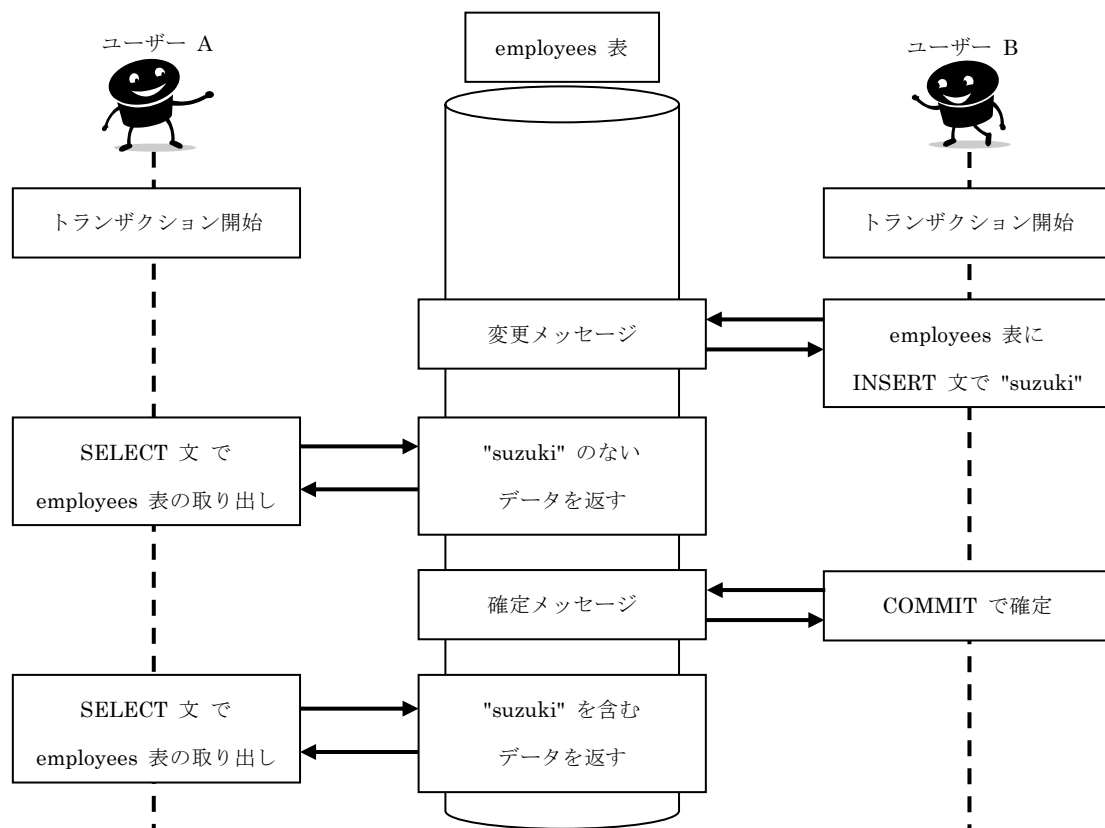 ユーザー A
employees 表
ユーザー B
トランザクション開始
トランザクション開始
変更メッセージ
employees 表に
INSERT 文で "suzuki"
SELECT 文 で
employees 表の取り出し
"suzuki" のない
データを返す
確定メッセージ
COMMIT で確定
SELECT 文 で
employees 表の取り出し
"suzuki" を含む
データを返す